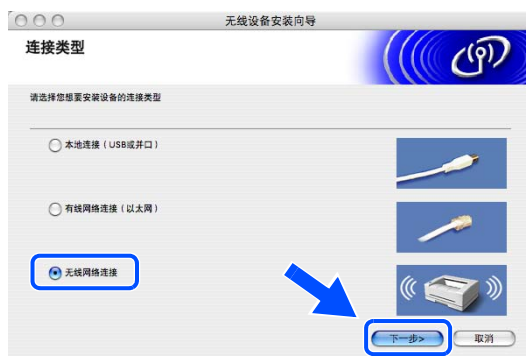 无线设备安装向导
连接类型
请选择您想要安装设备的连接类型
本地连接（USB或并口）
有线网络连接（以太网）
无线网络连接
下一步> 取消